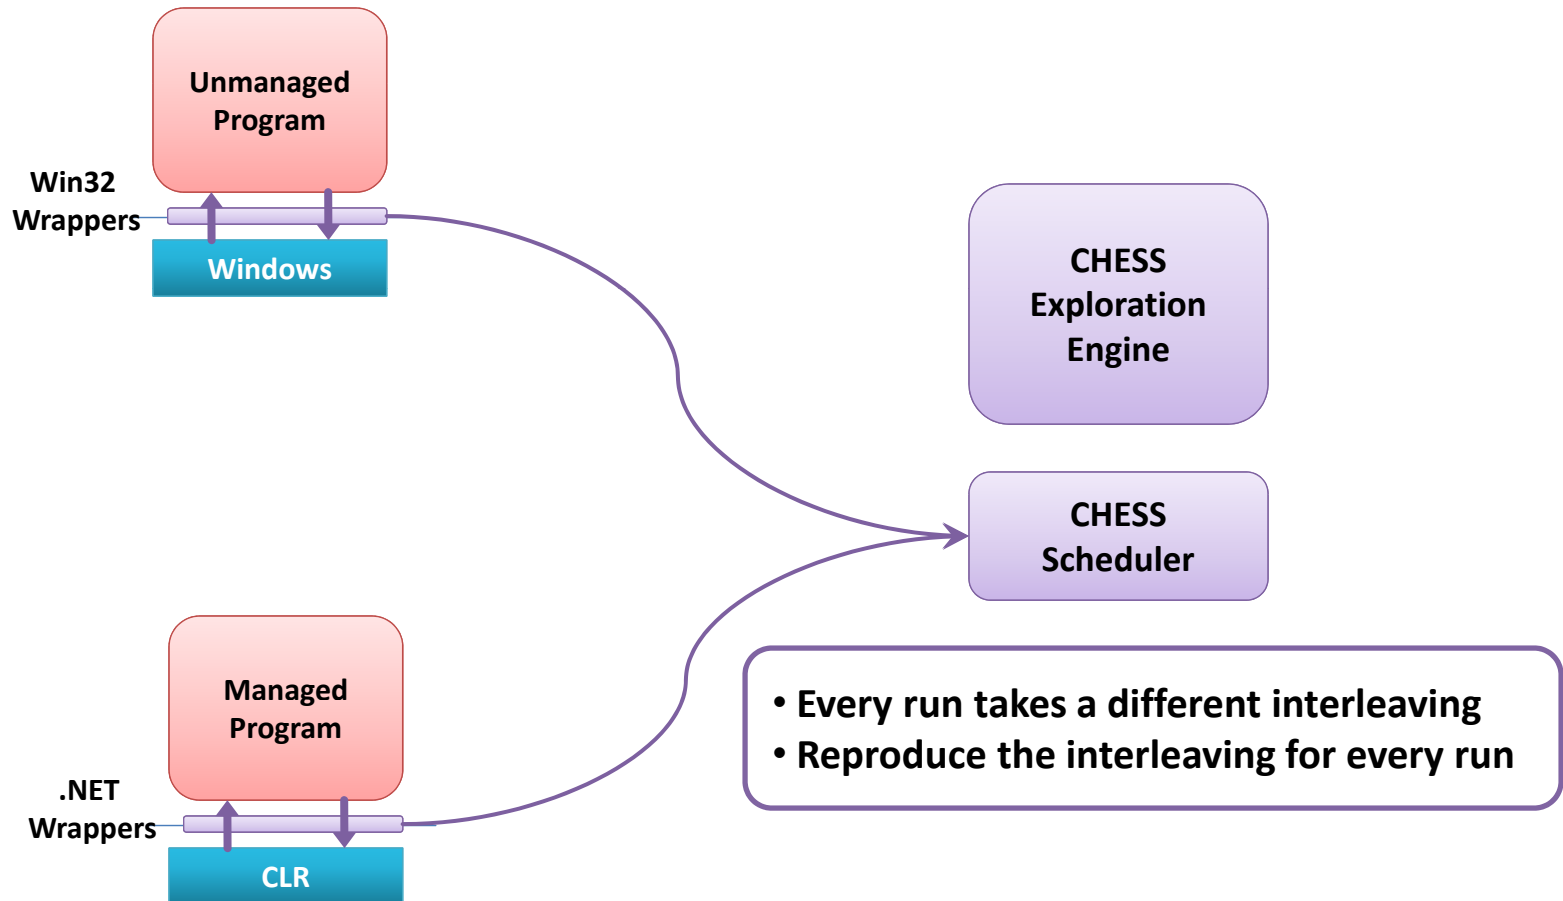 Unmanaged
Program
Win32
Wrappers
Windows
CHESS
Exploration
Engine
CHESS
Scheduler
Managed
Program
.NET
Wrappers
CLR
• Every run takes a different interleaving
• Reproduce the interleaving for every run